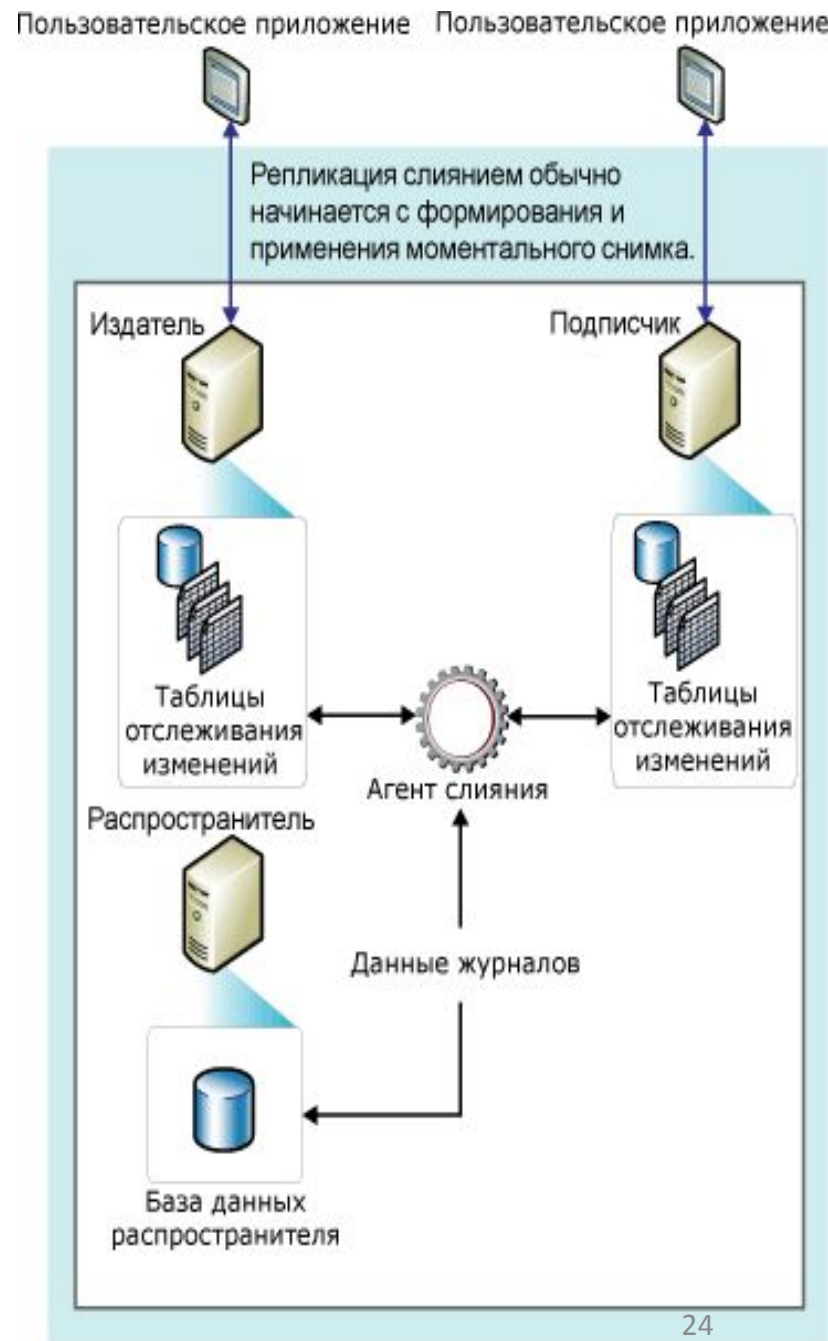 Пользовательское приложение
Пользовательское приложение
Репликация слиянием обычно
начинается с формирования и
применения моментального снимка.
Издатель
Подписчик
Таблицы
отслеживания
изменений
Таблицы
отслеживания
изменений
Агент слияния
Распространитель
Данные журналов
База данных
распространителя
24